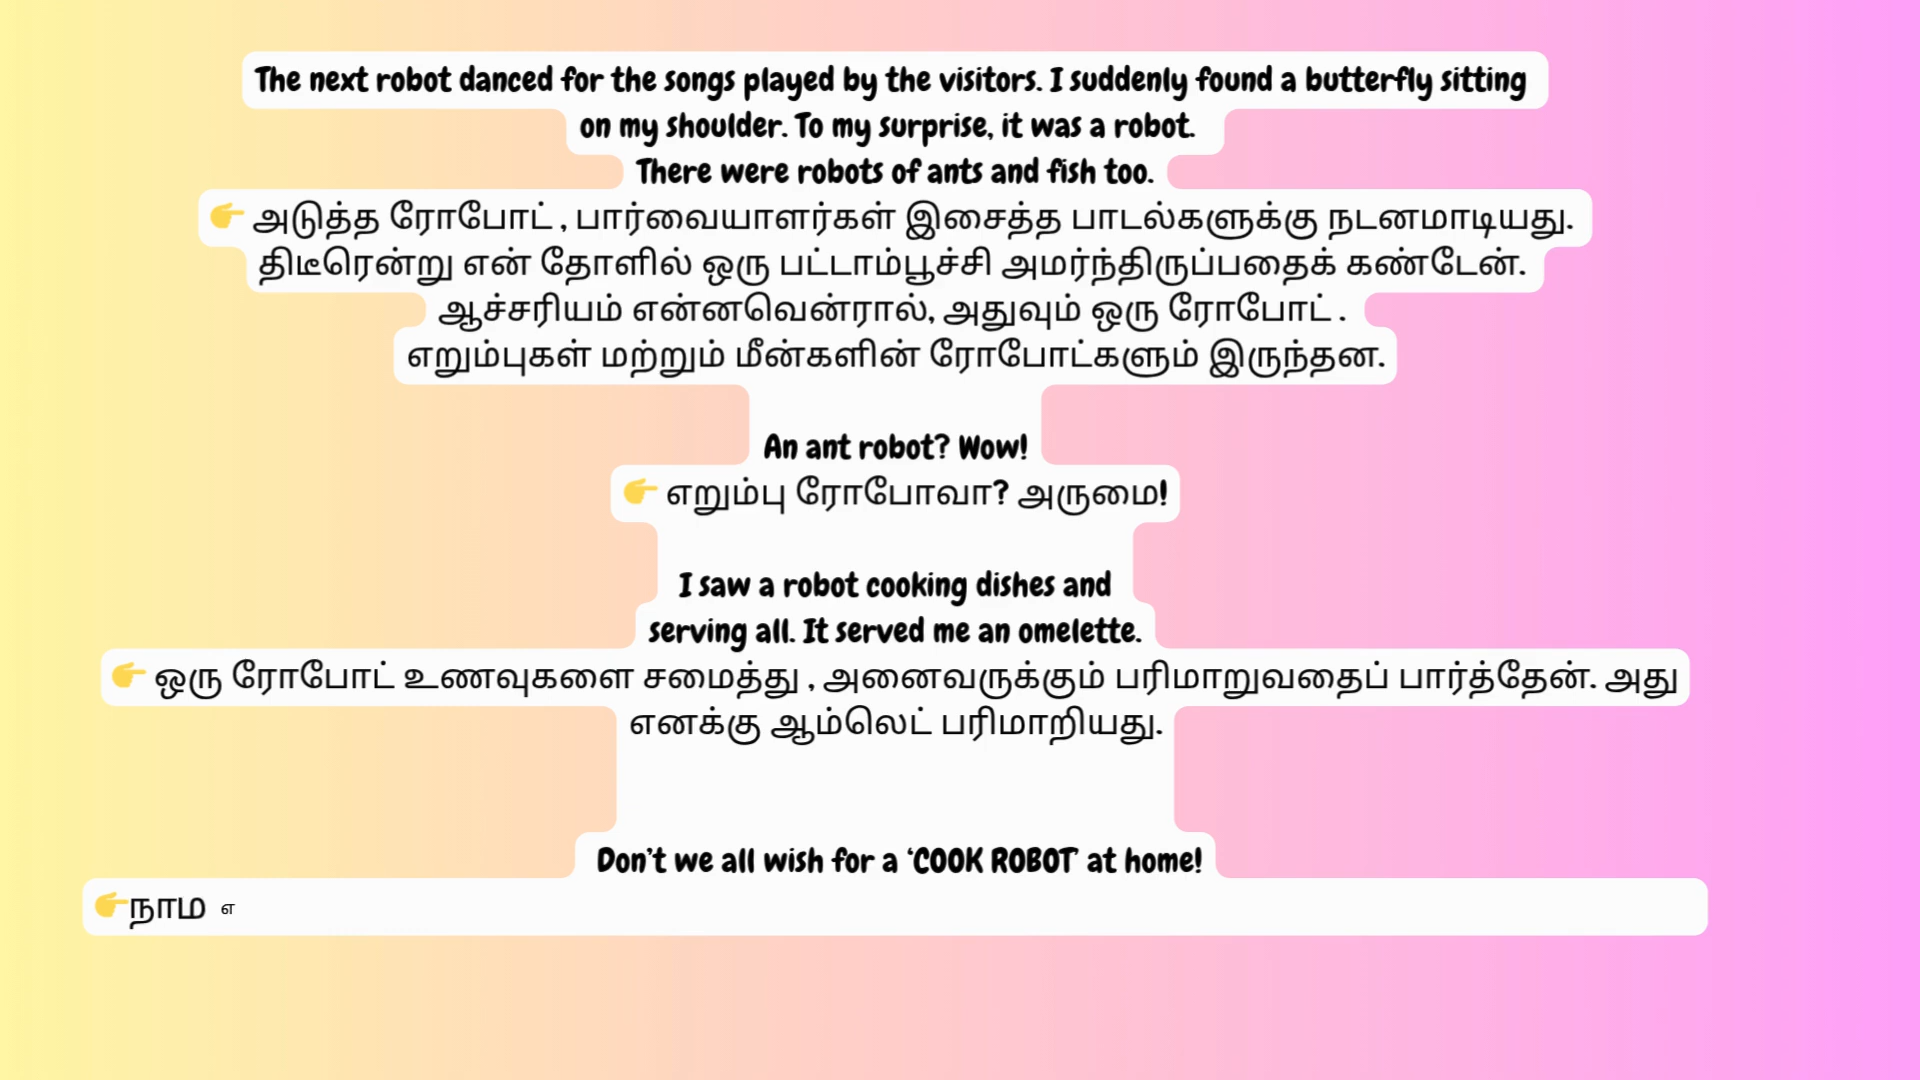 The next robot danced for the songs played by the visitors. I suddenly found a butterfly sitting
on my shoulder. To my surprise, it was a robot.
There were robots of ants and fish too.
👉 அடுத்த ரோபோட் , பார்வையாளர்கள் இசைத்த பாடல்களுக்கு நடனமாடியது.
திடீரென்று என் தோளில் ஒரு பட்டாம்பூச்சி அமர்ந்திருப்பதைக் கண்டேன்.
ஆச்சரியம் என்னவென்ரால், அதுவும் ஒரு ரோபோட் .
எறும்புகள் மற்றும் மீன்களின் ரோபோட்களும் இருந்தன.
An ant robot? Wow!
👉 எறும்பு ரோபோவா? அருமை!
I saw a robot cooking dishes and
serving all. It served me an omelette.
👉 ஒரு ரோபோட் உணவுகளை சமைத்து , அனைவருக்கும் பரிமாறுவதைப் பார்த்தேன். அது
எனக்கு ஆம்லெட் பரிமாறியது.
Don't we all wish for a ‘COOK ROBOT’ at home!
👉நாம எ